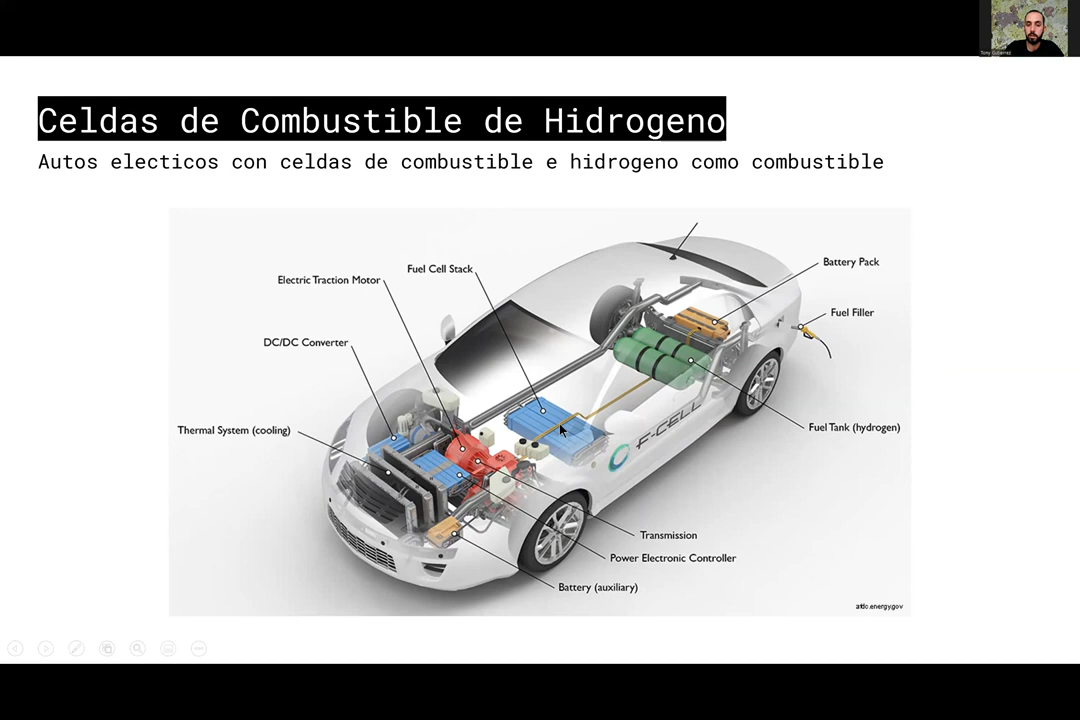 Tony Gutierrez
Celdas de Combustible de Hidrogeno
Autos electicos con celdas de combustible e hidrogeno como combustible
Battery Pack
Fuel Cell Stack
Electric Traction Motor
Fuel Filler
DC/DC Converter
Fuel Tank (hydrogen)
Thermal System (cooling)
F-CELL
Transmission
Power Electronic Controller
Battery (auxiliary)
afdc.energy.gov